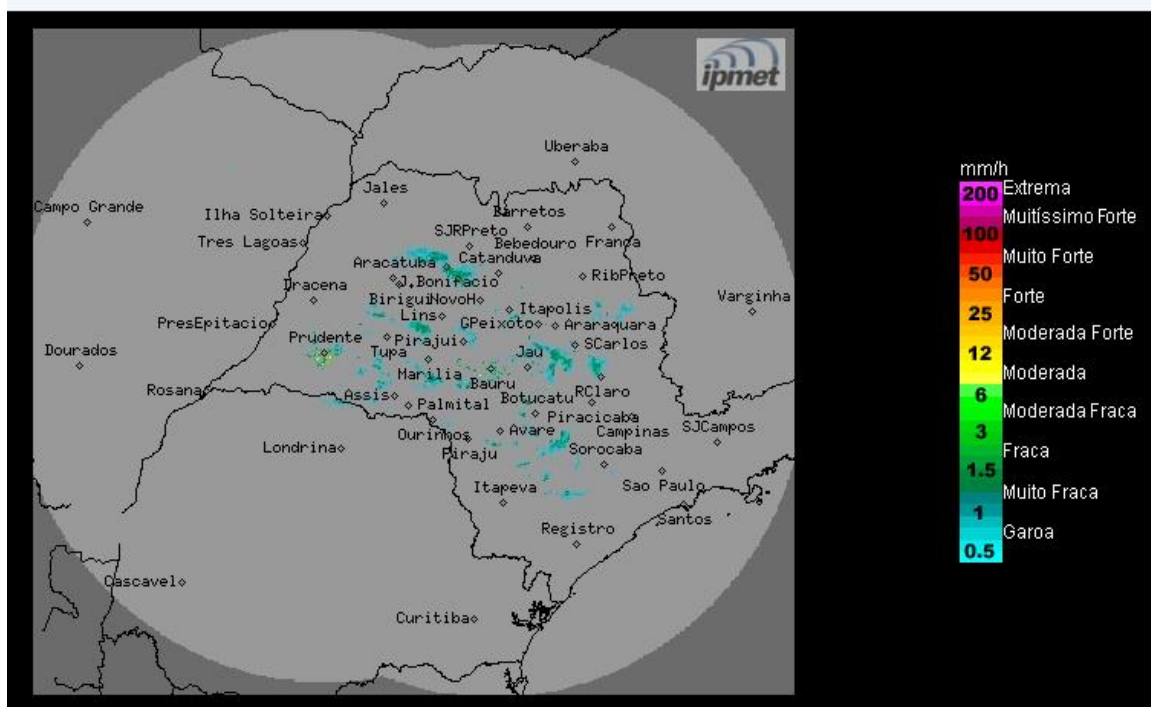 ipmet
Uberaba
Jales
Campo Grande
Ilha Solteira
Barretos
SJRPreto
Tres Lagoas
Bebedouro Franca
Aracatuba Catanduva
J.Bonifacio RibPreto
Dracena
Birigui NovoH
Itapolis
Varginha
Lins
GPeixoto Araraquara
PresEpitacio
Prudente
Pirajui SCarlos
Dourados
Tupa
Jau
Marilia
Bauru
Rosana
Assis
Botucatu RClaro
Palmital
Piracicaba
Ourinhos Avare Campinas SJCampos
Londrina
Piraju Sorocaba
Itapeva
Sao Paulo
Santos
Registro
Cascavel
Curitiba
mm/h
200 Extrema
Muitíssimo Forte
100
Muito Forte
50
Forte
25
Moderada Forte
12
Moderada
6
Moderada Fraca
3
Fraca
1.5
Muito Fraca
1
Garoa
0.5